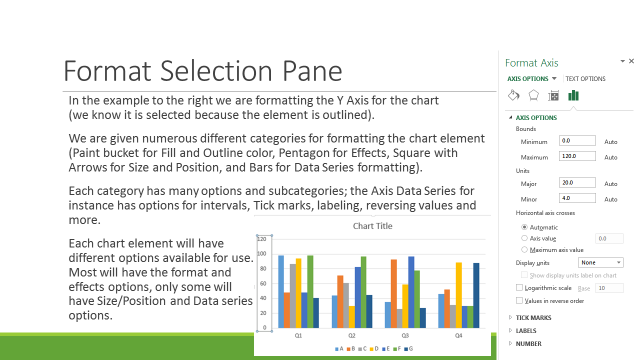 Format Selection Pane
In the example to the right we are formatting the Y Axis for the chart
(we know it is selected because the element is outlined).
We are given numerous different categories for formatting the chart element
(Paint bucket for Fill and Outline color, Pentagon for Effects, Square with
Arrows for Size and Position, and Bars for Data Series formatting).
Each category has many options and subcategories; the Axis Data Series for
instance has options for intervals, Tick marks, labeling, reversing values and
more.
Each chart element will have
different options available for use.
Most will have the format and
effects options, only some will
have Size/Position and Data series
options.
Chart Title
120
100
80
60
40
20
0
Q1 Q2 Q3 Q4
A B C D E F G
Format Axis
AXIS OPTIONS TEXT OPTIONS
AXIS OPTIONS
Bounds
Minimum 0.0 Auto
Maximum 120.0 Auto
Units
Major 20.0 Auto
Minor 4.0 Auto
Horizontal axis crosses
Automatic
Axis value 0.0
Maximum axis value
Display units None
Show display units label on chart
Logarithmic scale Base 10
Values in reverse order
TICK MARKS
LABELS
NUMBER